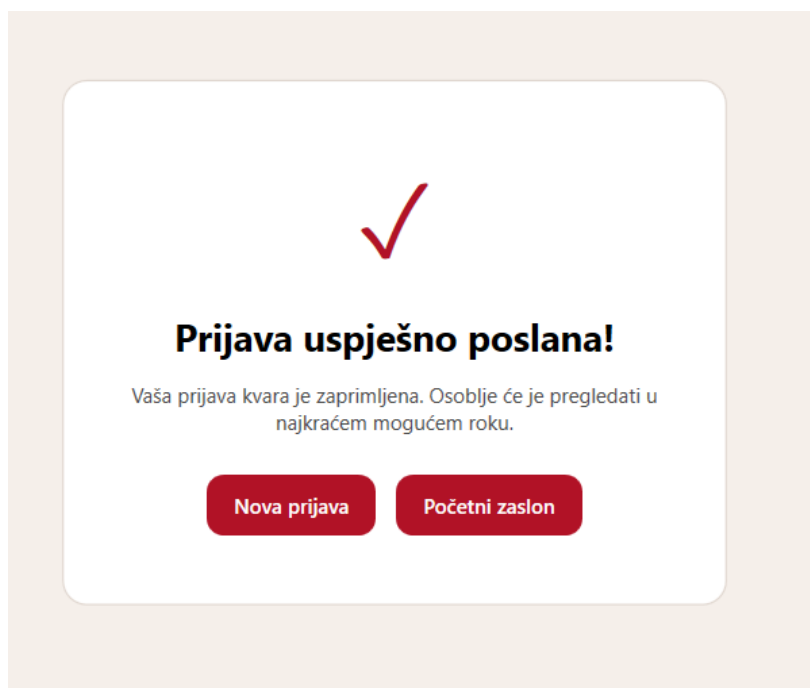 Prijava uspješno poslana!
Vaša prijava kvara je zaprimljena. Osoblje će je pregledati u
najkraćem mogućem roku.
Nova prijava
Početni zaslon